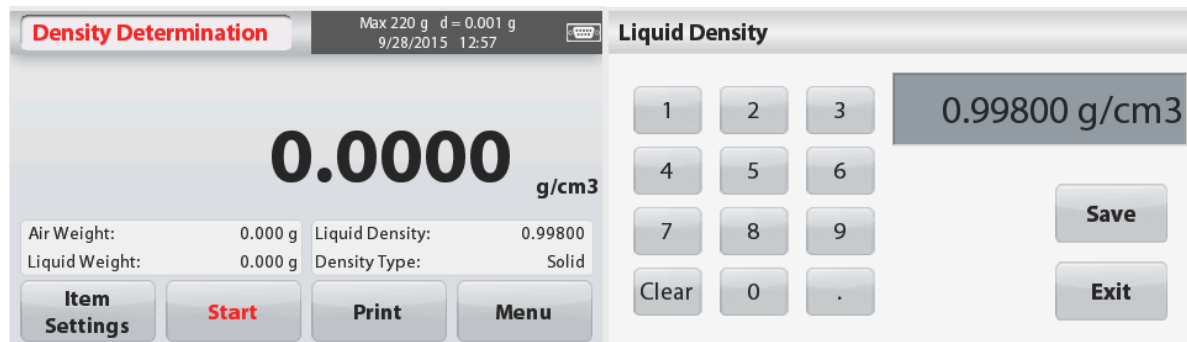 Density Determination
Max 220 g d = 0.001 g
9/28/2015 12:57
0.0000
g/cm3
Air Weight: 0.000 g Liquid Density: 0.99800
Liquid Weight: 0.000 g Density Type: Solid
Item
Settings
Start
Print
Menu
Liquid Density
0.99800 g/cm3
1 2 3
4 5 6
7 8 9
Clear 0 .
Save
Exit